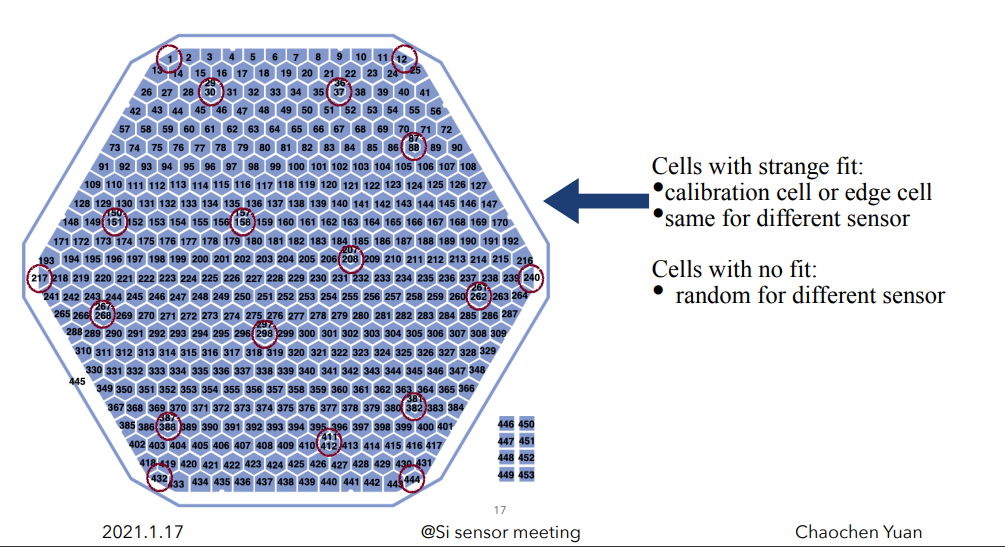 1 2 3 4 5 6 7 8 9 10 11 12
13 14 15 16 17 18 19 20 21 22 23 24 25
29 36
26 27 28 30 31 32 33 34 35 37 38 39 40 41
42 43 44 45 46 47 48 49 50 51 52 53 54 55 56
57 58 59 60 61 62 63 64 65 66 67 68 69 70 71 72
87
73 74 75 76 77 78 79 80 81 82 83 84 85 86 88 89 90
91 92 93 94 95 96 97 98 99 100 101 102 103 104 105 106 107 108
109 110 111 112 113 114 115 116 117 118 119 120 121 122 123 124 125 126 127
128 129 130 131 132 133 134 135 136 137 138 139 140 141 142 143 144 145 146 147
150 157
148 149 151 152 153 154 155 156 158 159 160 161 162 163 164 165 166 167 168 169 170
171 172 173 174 175 176 177 178 179 180 181 182 183 184 185 186 187 188 189 190 191 192
207
193 194 195 196 197 198 199 200 201 202 203 204 205 206 208 209 210 211 212 213 214 215 216
217 218 219 220 221 222 223 224 225 226 227 228 229 230 231 232 233 234 235 236 237 238 239 240
261
241 242 243 244 245 246 247 248 249 250 251 252 253 254 255 256 257 258 259 260 262 263 264
267
265 266 268 269 270 271 272 273 274 275 276 277 278 279 280 281 282 283 284 285 286 287
297
288 289 290 291 292 293 294 295 296 298 299 300 301 302 303 304 305 306 307 308 309
310 311 312 313 314 315 316 317 318 319 320 321 322 323 324 325 326 327 328 329
330 331 332 333 334 335 336 337 338 339 340 341 342 343 344 345 346 347 348
445
349 350 351 352 353 354 355 356 357 358 359 360 361 362 363 364 365 366
381
367 368 369 370 371 372 373 374 375 376 377 378 379 380 382 383 384
387
385 386 388 389 390 391 392 393 394 395 396 397 398 399 400 401
411
402 403 404 405 406 407 408 409 410 412 413 414 415 416 417
418 419 420 421 422 423 424 425 426 427 428 429 430 431
432 433 434 435 436 437 438 439 440 441 442 443 444
446 450
447 451
448 452
449 453
Cells with strange fit:
•calibration cell or edge cell
•same for different sensor
Cells with no fit:
• random for different sensor
17
2021.1.17
@Si sensor meeting
Chaochen Yuan